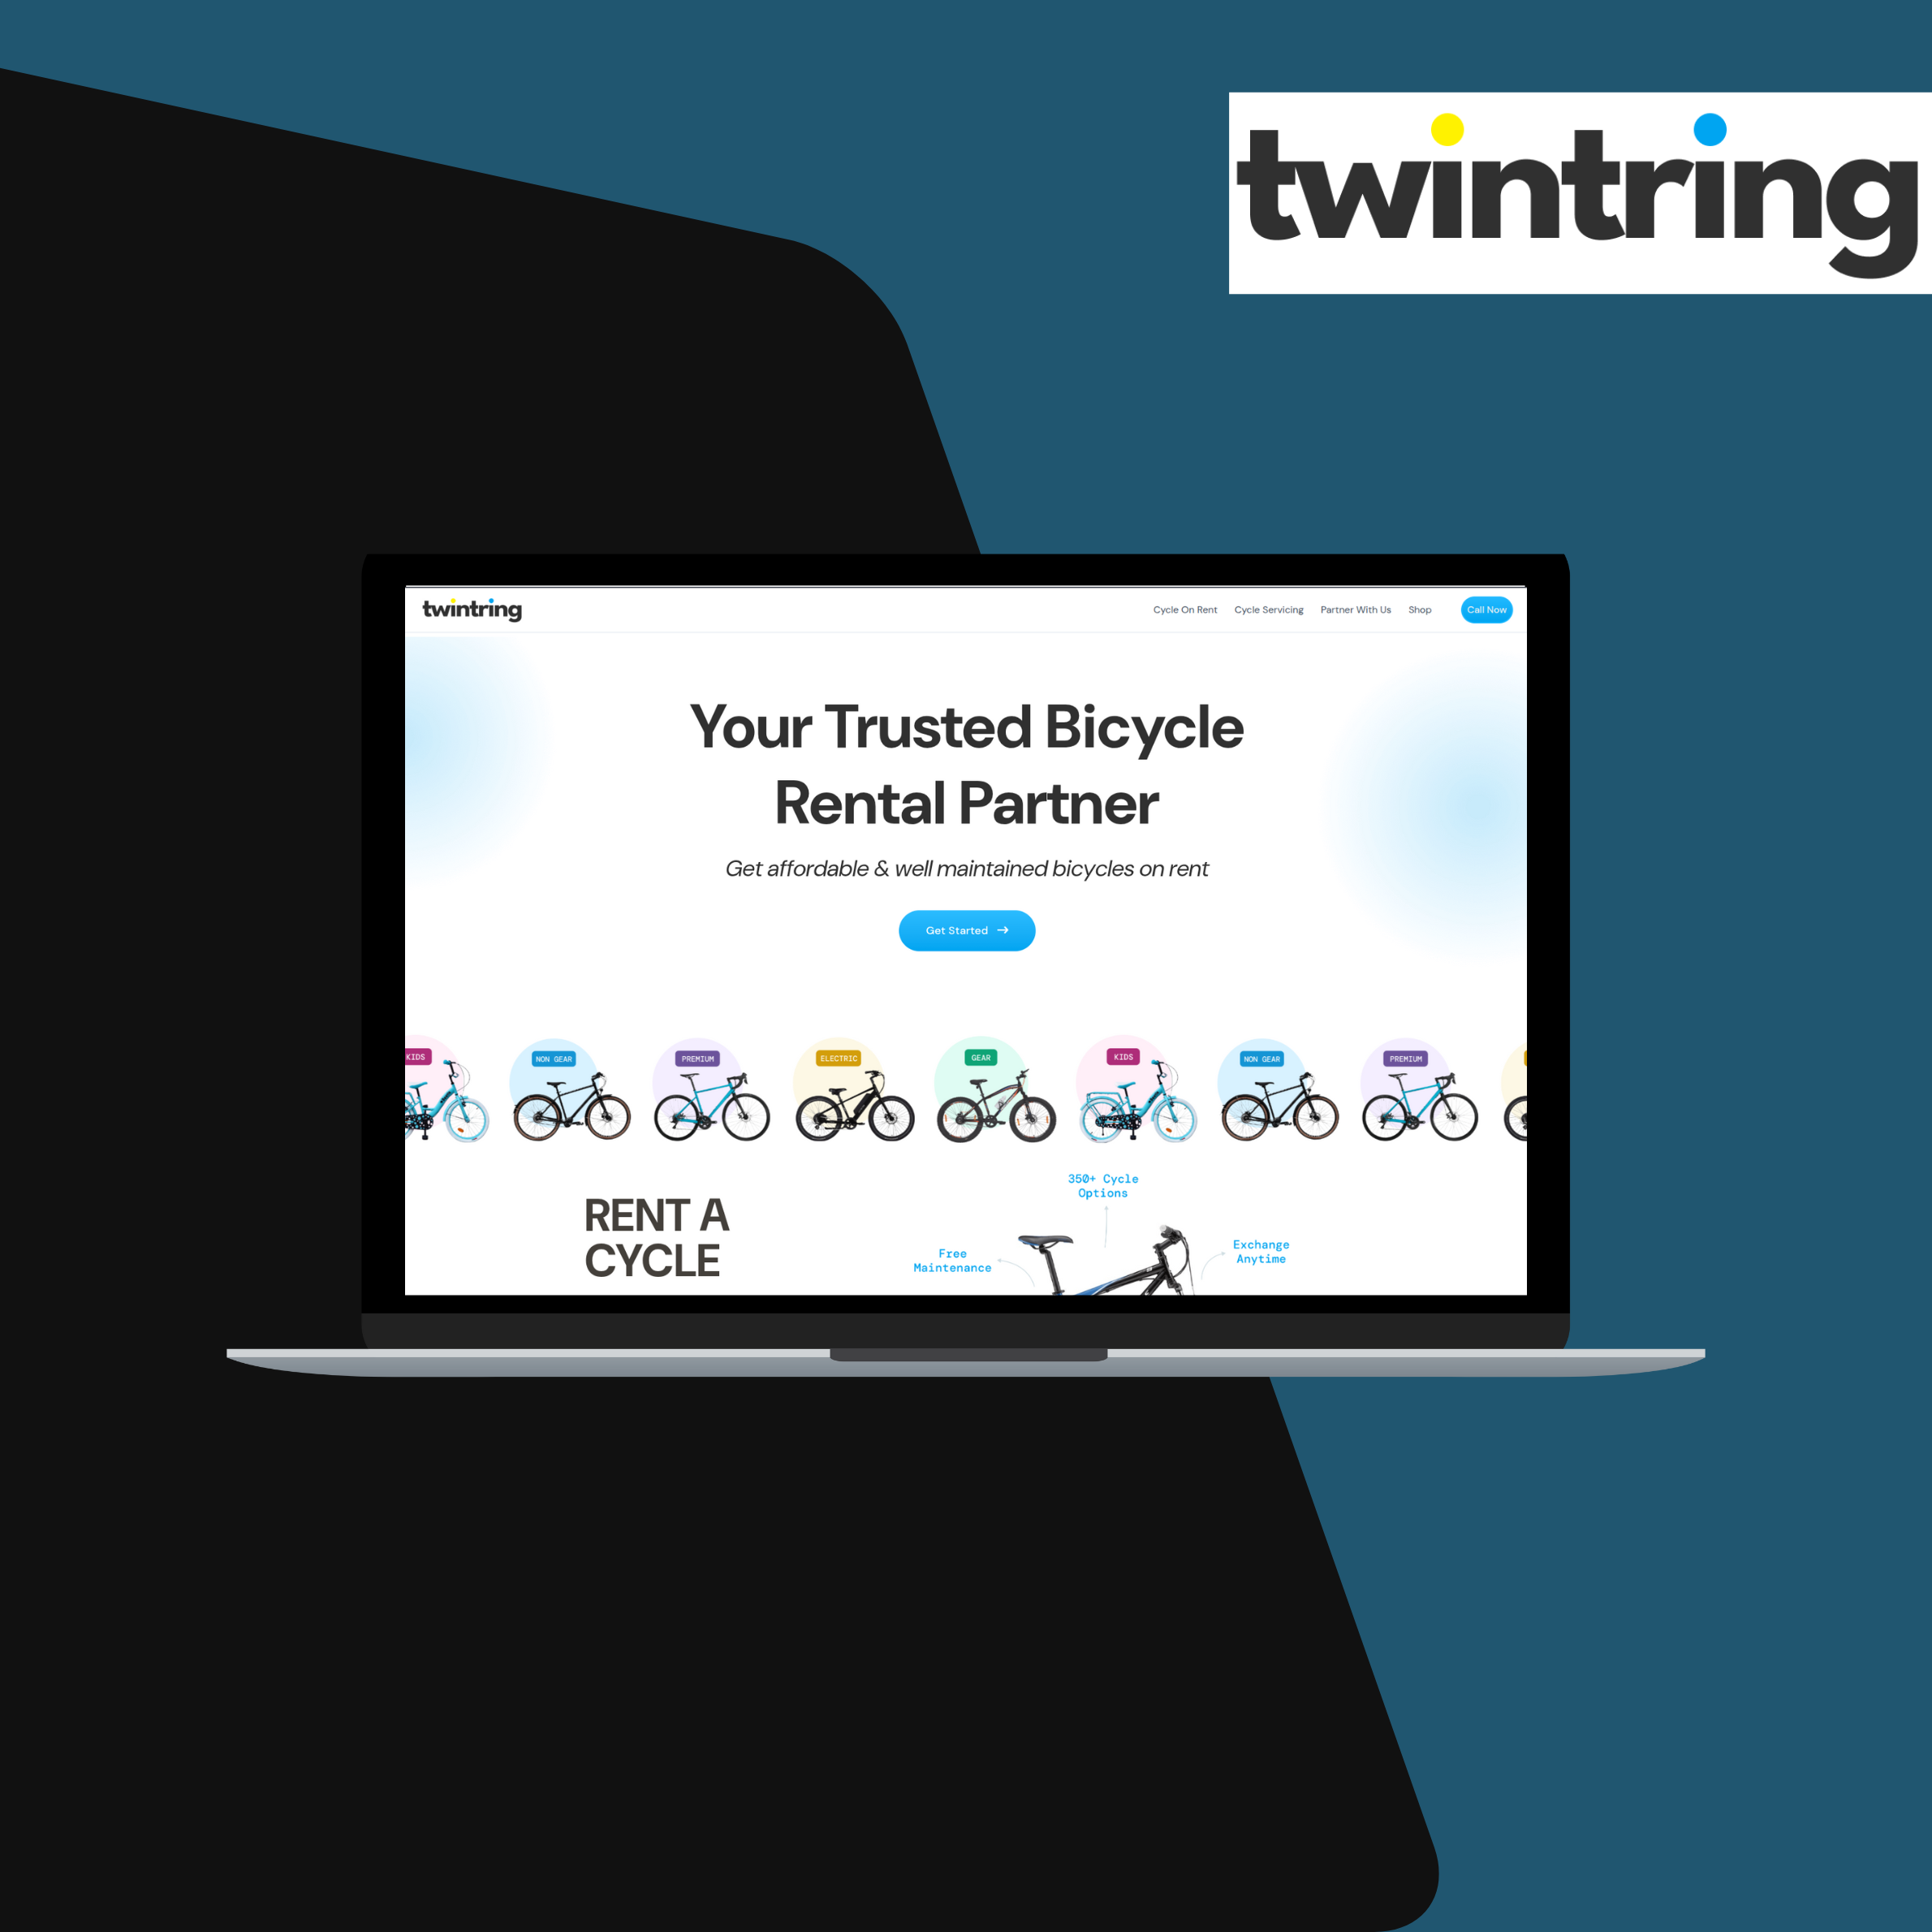 twintring
twintring
Cycle On Rent Cycle Servicing Partner With Us Shop Call Now
Your Trusted Bicycle
Rental Partner
Get affordable & well maintained bicycles on rent
Get Started →
KIDS NON GEAR PREMIUM ELECTRIC GEAR KIDS NON GEAR PREMIUM
RENT A
CYCLE
350+ Cycle
Options
Free
Maintenance
Exchange
Anytime